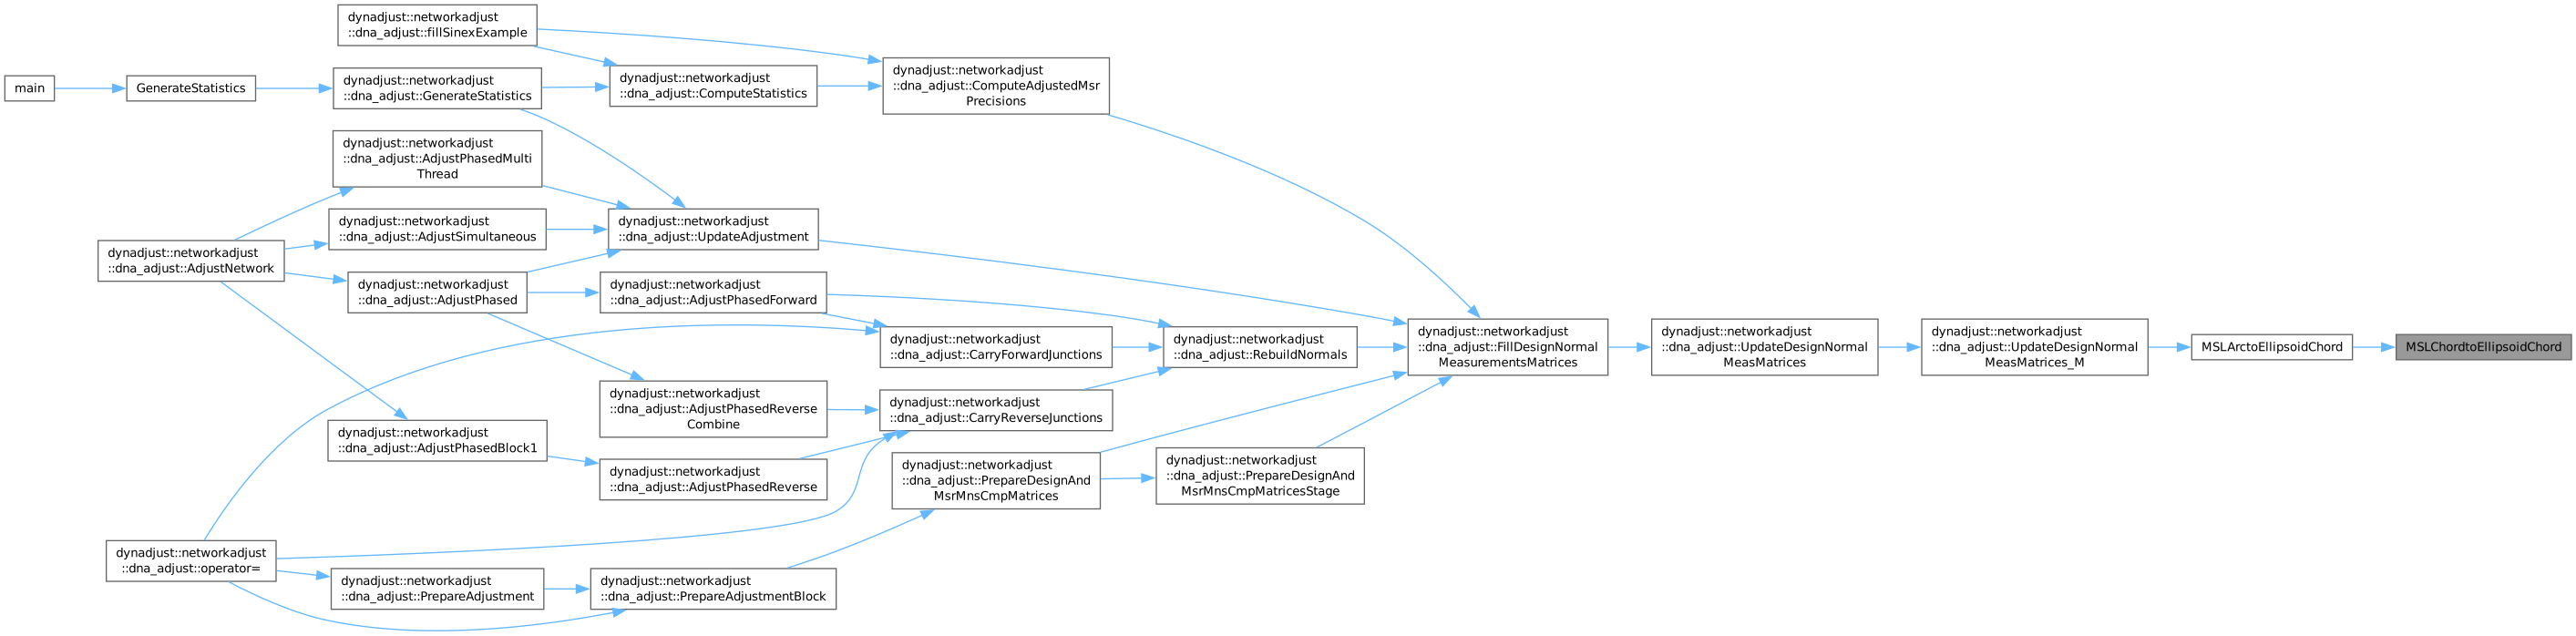 main
GenerateStatistics
dynadjust::networkadjust
::dna_adjust::fillSinexExample
dynadjust::networkadjust
::dna_adjust::GenerateStatistics
dynadjust::networkadjust
::dna_adjust::ComputeStatistics
dynadjust::networkadjust
::dna_adjust::ComputeAdjustedMsr
Precisions
dynadjust::networkadjust
::dna_adjust::AdjustPhasedMulti
Thread
dynadjust::networkadjust
::dna_adjust::AdjustSimultaneous
dynadjust::networkadjust
::dna_adjust::UpdateAdjustment
dynadjust::networkadjust
::dna_adjust::AdjustNetwork
dynadjust::networkadjust
::dna_adjust::AdjustPhased
dynadjust::networkadjust
::dna_adjust::AdjustPhasedForward
dynadjust::networkadjust
::dna_adjust::CarryForwardJunctions
dynadjust::networkadjust
::dna_adjust::RebuildNormals
dynadjust::networkadjust
::dna_adjust::FillDesignNormal
MeasurementsMatrices
dynadjust::networkadjust
::dna_adjust::UpdateDesignNormal
MeasMatrices
dynadjust::networkadjust
::dna_adjust::UpdateDesignNormal
MeasMatrices_M
MSLArctoEllipsoidChord
MSLChordtoEllipsoidChord
dynadjust::networkadjust
::dna_adjust::AdjustPhasedReverse
Combine
dynadjust::networkadjust
::dna_adjust::CarryReverseJunctions
dynadjust::networkadjust
::dna_adjust::AdjustPhasedBlock1
dynadjust::networkadjust
::dna_adjust::AdjustPhasedReverse
dynadjust::networkadjust
::dna_adjust::PrepareDesignAnd
MsrMnsCmpMatrices
dynadjust::networkadjust
::dna_adjust::PrepareDesignAnd
MsrMnsCmpMatricesStage
dynadjust::networkadjust
::dna_adjust::operator=
dynadjust::networkadjust
::dna_adjust::PrepareAdjustment
dynadjust::networkadjust
::dna_adjust::PrepareAdjustmentBlock